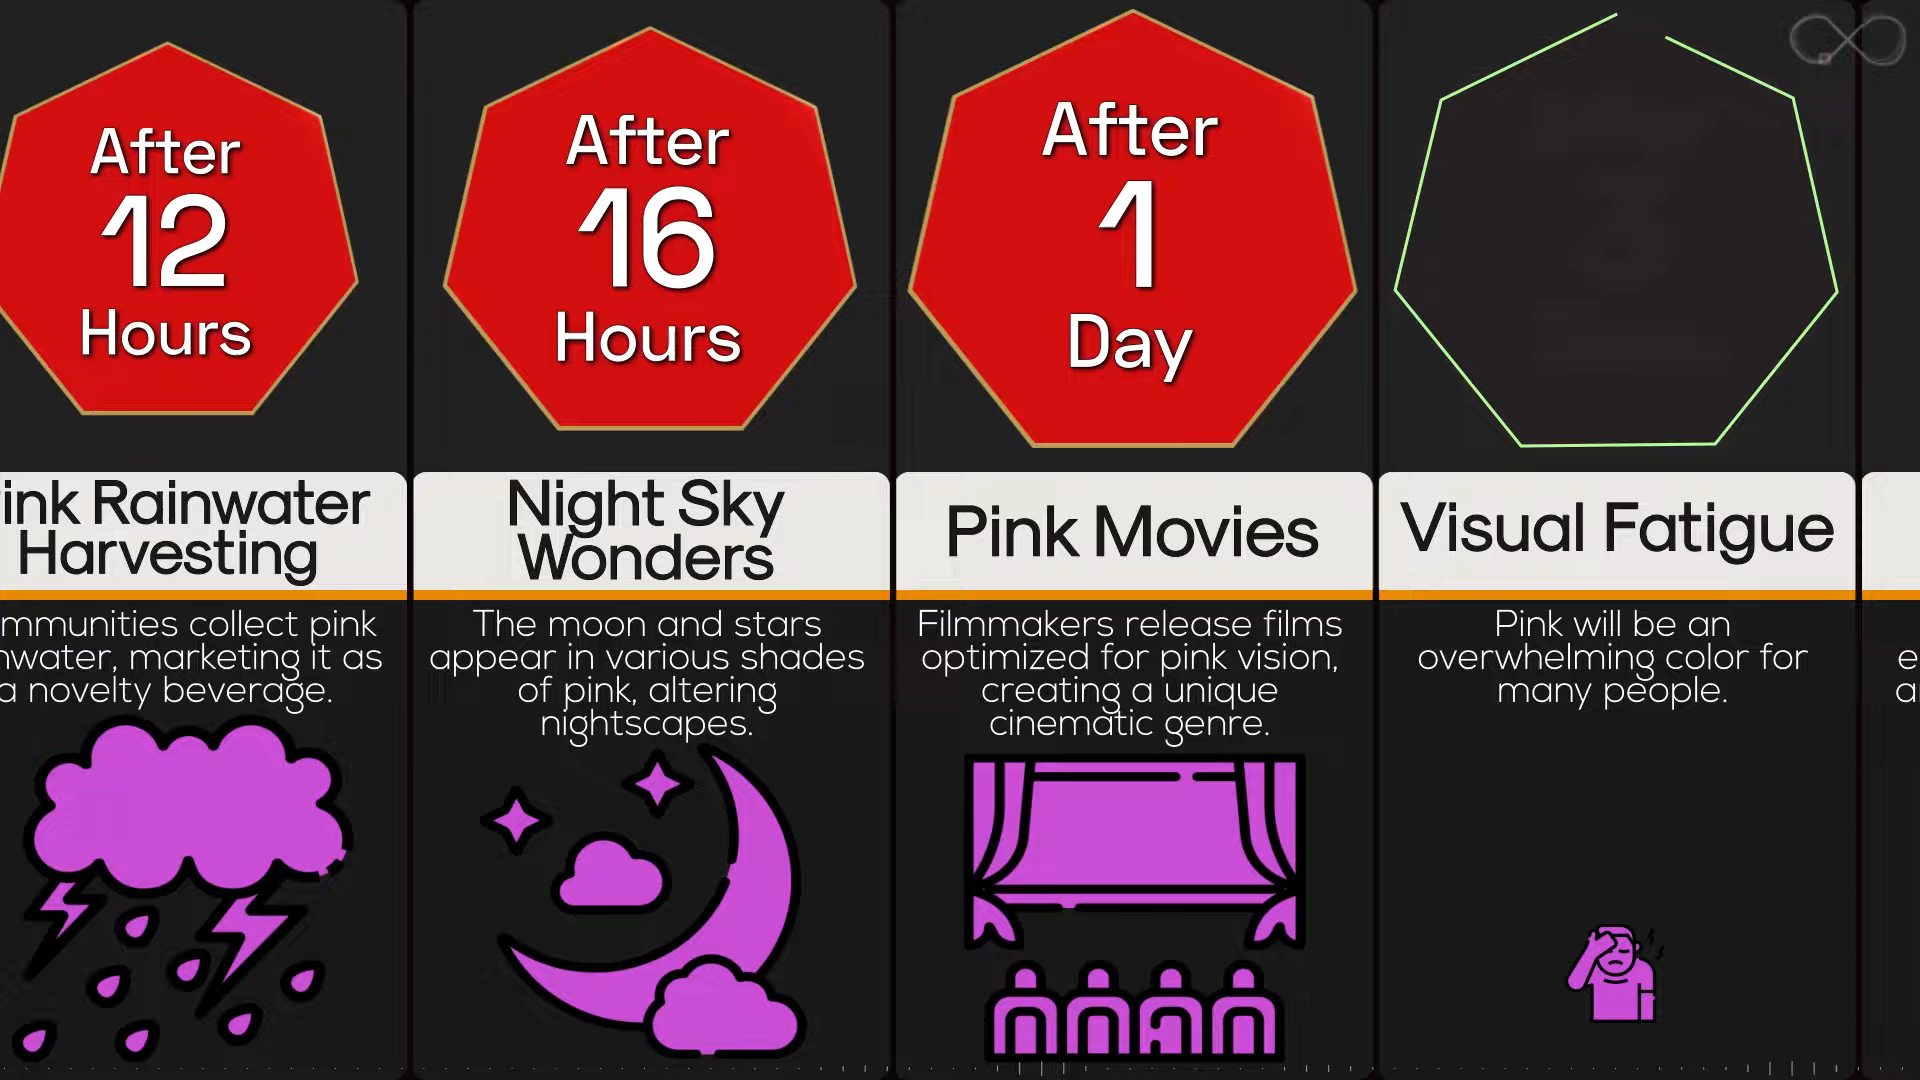 After
12
Hours
ink Rainwater
Harvesting
mmunities collect pink
nwater, marketing it as
a novelty beverage.
After
16
Hours
Night Sky
Wonders
The moon and stars
appear in various shades
of pink, altering
nightscapes.
After
1
Day
Pink Movies
Filmmakers release films
optimized for pink vision,
creating a unique
cinematic genre.
Visual Fatigue
Pink will be an
overwhelming color for
many people.